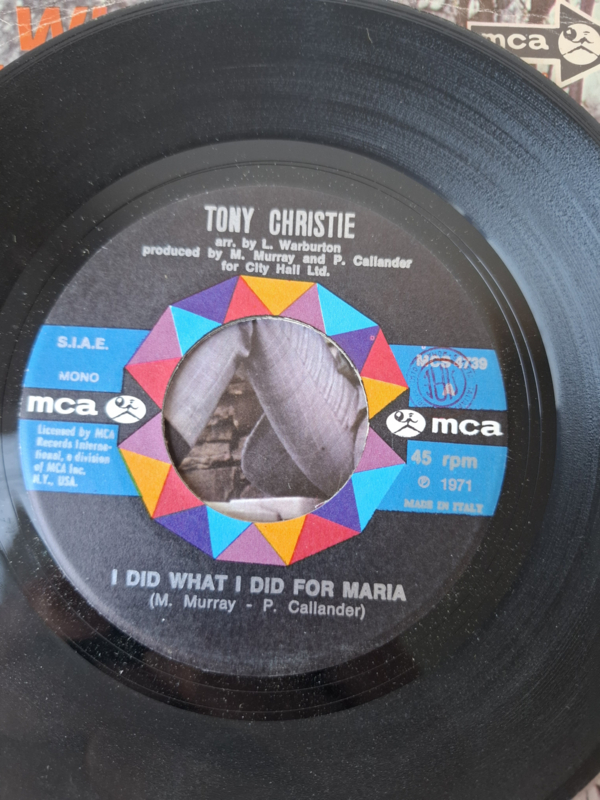 mca
TONY CHRISTIE
arr. by L. Warburton
produced by M. Murray and P. Callander
for City Hall Ltd.
S.I.A.E.
MONO
mca
Licensed by MCA
Records Interna-
tional, a division
of MCA Inc.
N.Y., USA.
MCS 4739
A
mca
45 rpm
℗ 1971
MADE IN ITALY
I DID WHAT I DID FOR MARIA
(M. Murray - P. Callander)